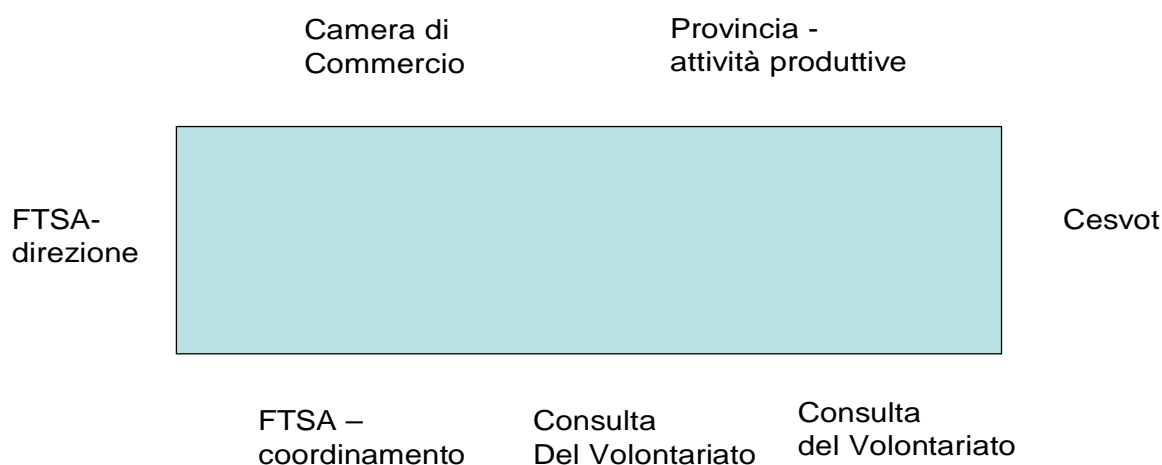 Camera di
Commercio
Provincia -
attività produttive
FTSA-
direzione
Cesvot
FTSA –
coordinamento
Consulta
Del Volontariato
Consulta
del Volontariato